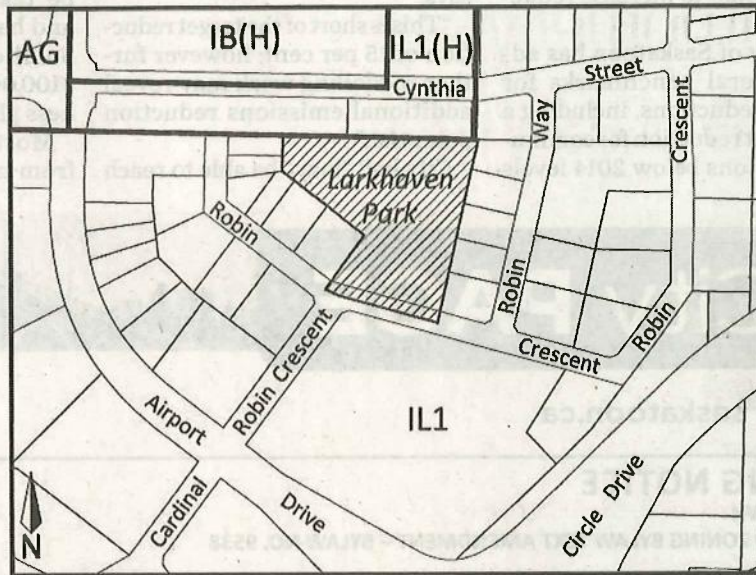 AG
IB(H)
IL1(H)
Cynthia
Street
Way
Crescent
Larkhaven
Park
Robin
Robin
Robin
Crescent
Robin Crescent
IL1
Airport
Drive
Cardinal
Circle Drive
N